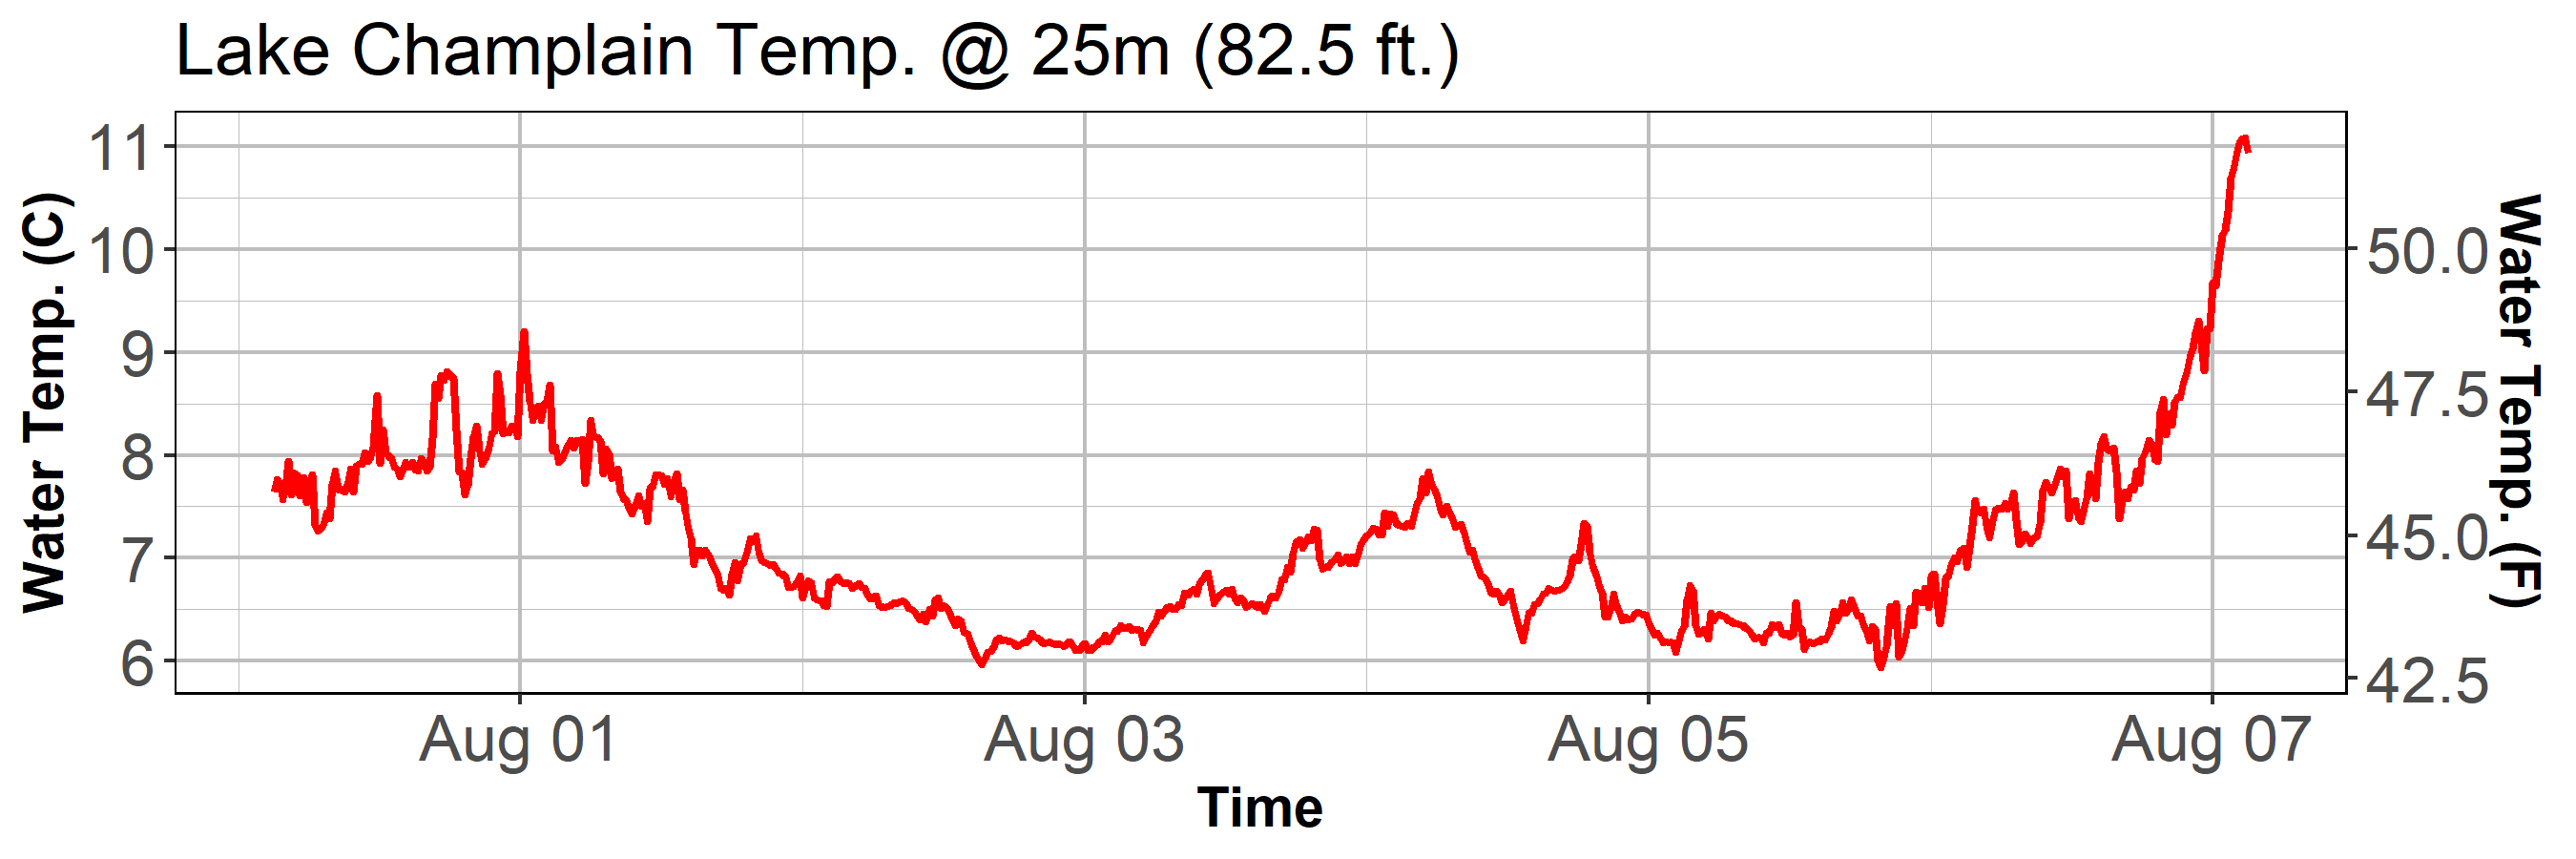 Lake Champlain Temp. @ 25m (82.5 ft.)
Water Temp. (C)
11
10
9
8
7
6
50.0
47.5
45.0
42.5
Water Temp. (F)
Aug 01
Aug 03
Aug 05
Aug 07
Time